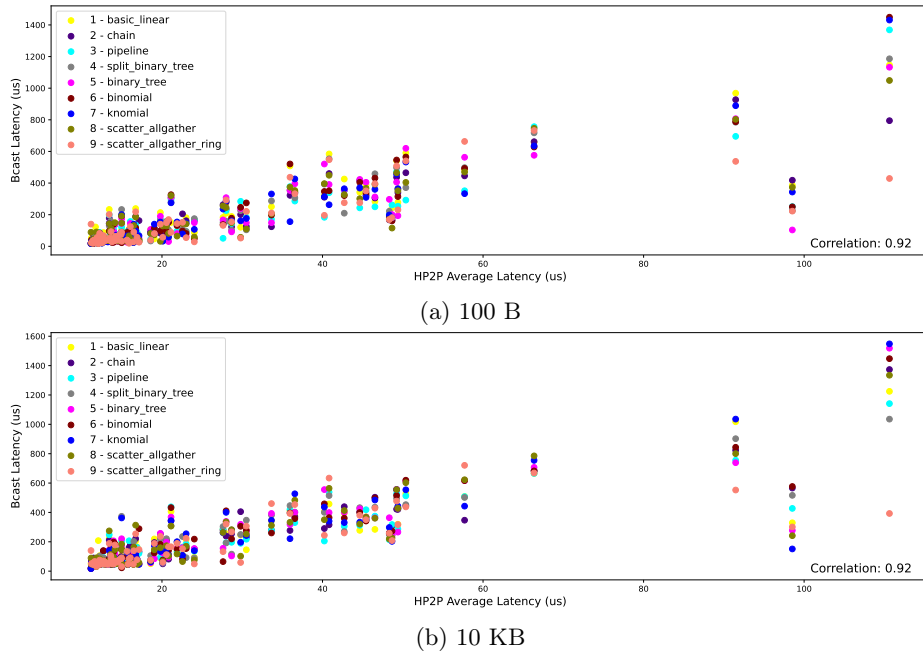 1400
1200
1000
800
600
400
200
0
Bcast Latency (us)
1 - basic_linear
2 - chain
3 - pipeline
4 - split_binary_tree
5 - binary_tree
6 - binomial
7 - knomial
8 - scatter_allgather
9 - scatter_allgather_ring
Correlation: 0.92
20 40 60 80 100
HP2P Average Latency (us)
(a) 100 B
1600
1400
1200
1000
800
600
400
200
0
Bcast Latency (us)
1 - basic_linear
2 - chain
3 - pipeline
4 - split_binary_tree
5 - binary_tree
6 - binomial
7 - knomial
8 - scatter_allgather
9 - scatter_allgather_ring
Correlation: 0.92
20 40 60 80 100
HP2P Average Latency (us)
(b) 10 KB